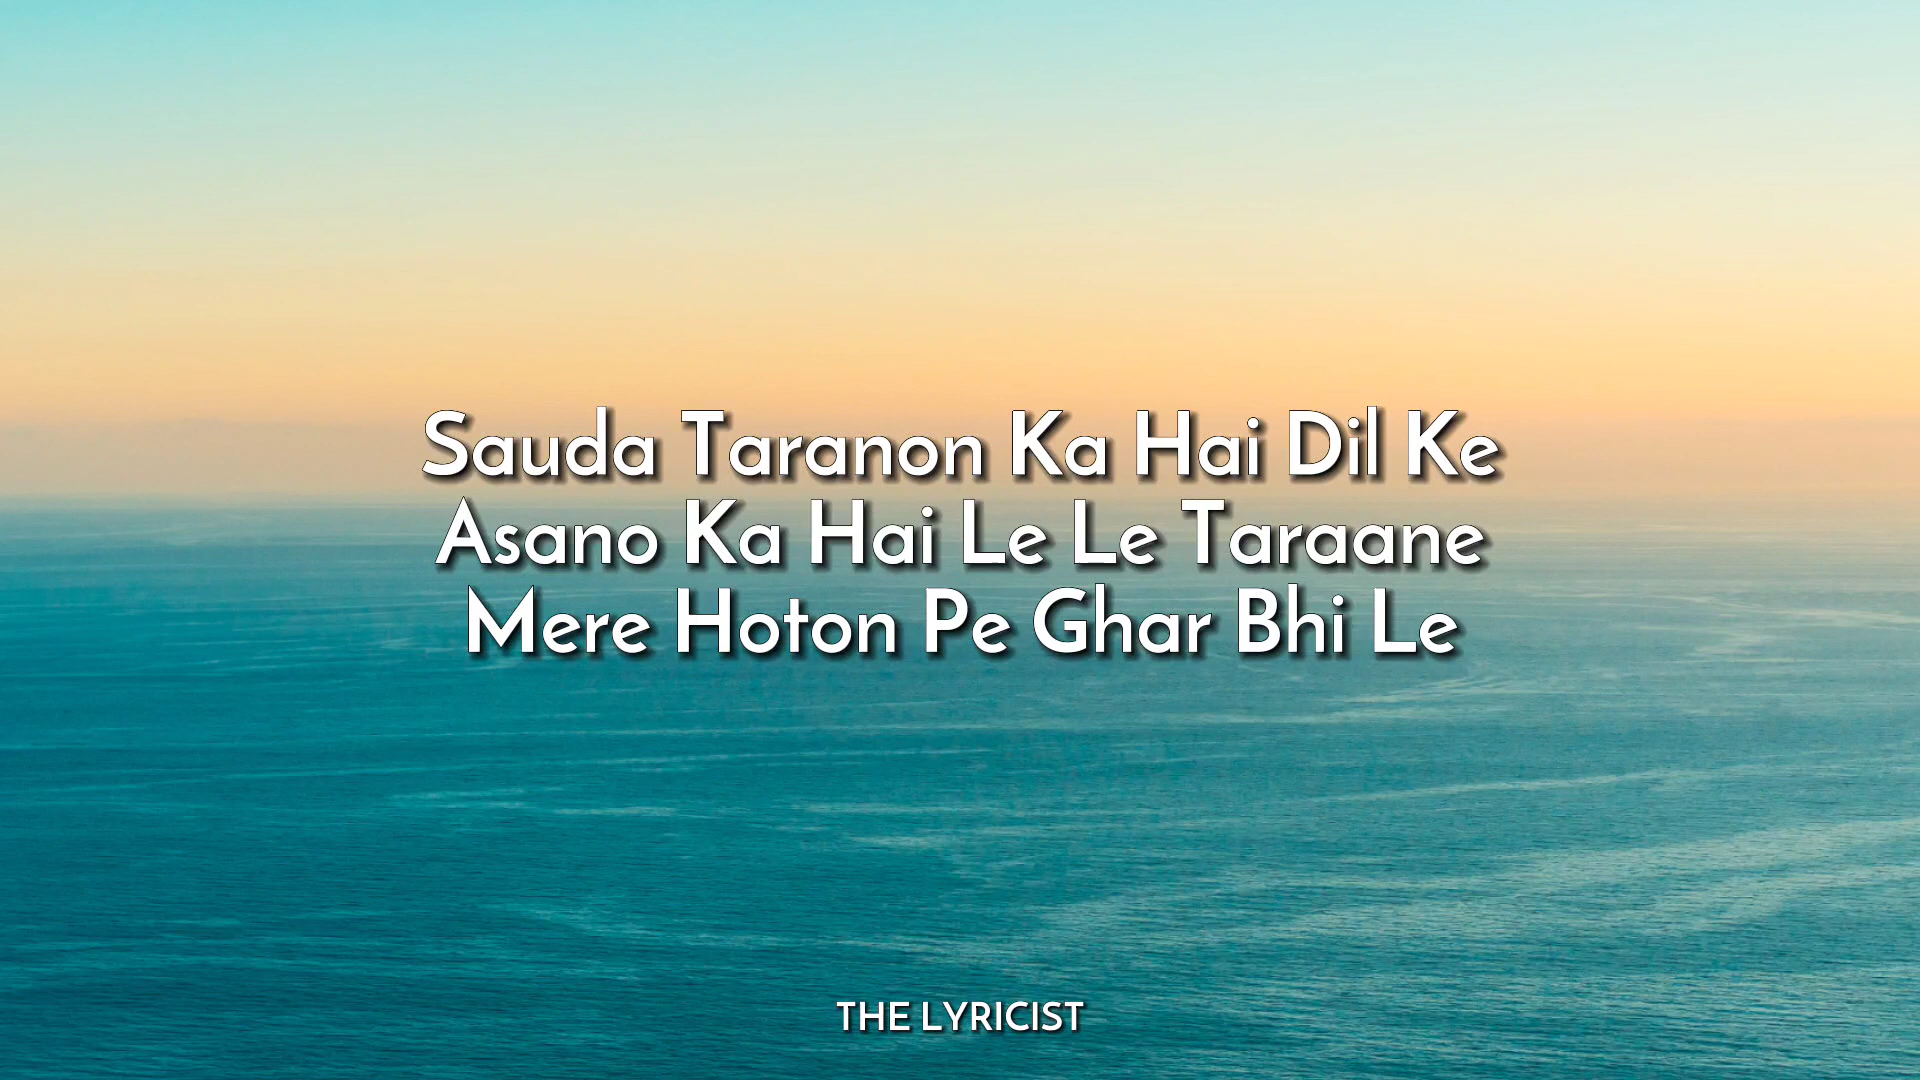 Sauda Taranon Ka Hai Dil Ke
Asano Ka Hai Le Le Taraane
Mere Hoton Pe Ghar Bhi Le
THE LYRICIST